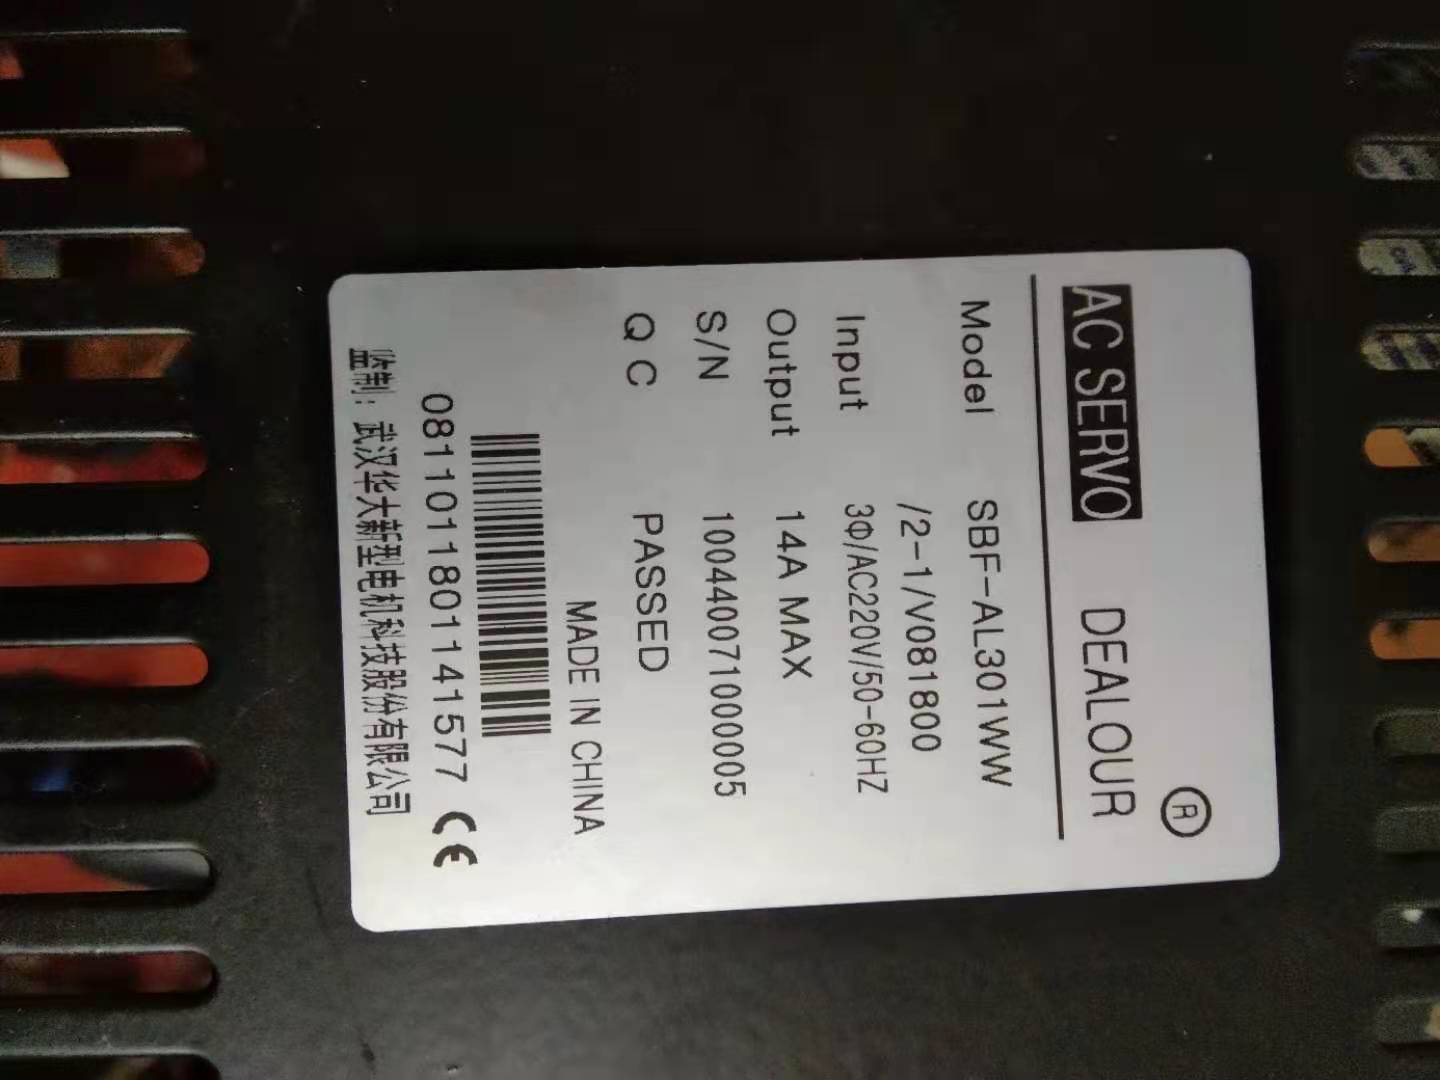 ®
AC SERVO DEALOUR
Model SBF-AL301WW
/2-1/V081800
Input 3Φ/AC220V/50-60HZ
Output 14A MAX
S/N 1004400710000005
Q C PASSED
MADE IN CHINA
08110111801141577 CE
监制：武汉华大新型电机科技股份有限公司